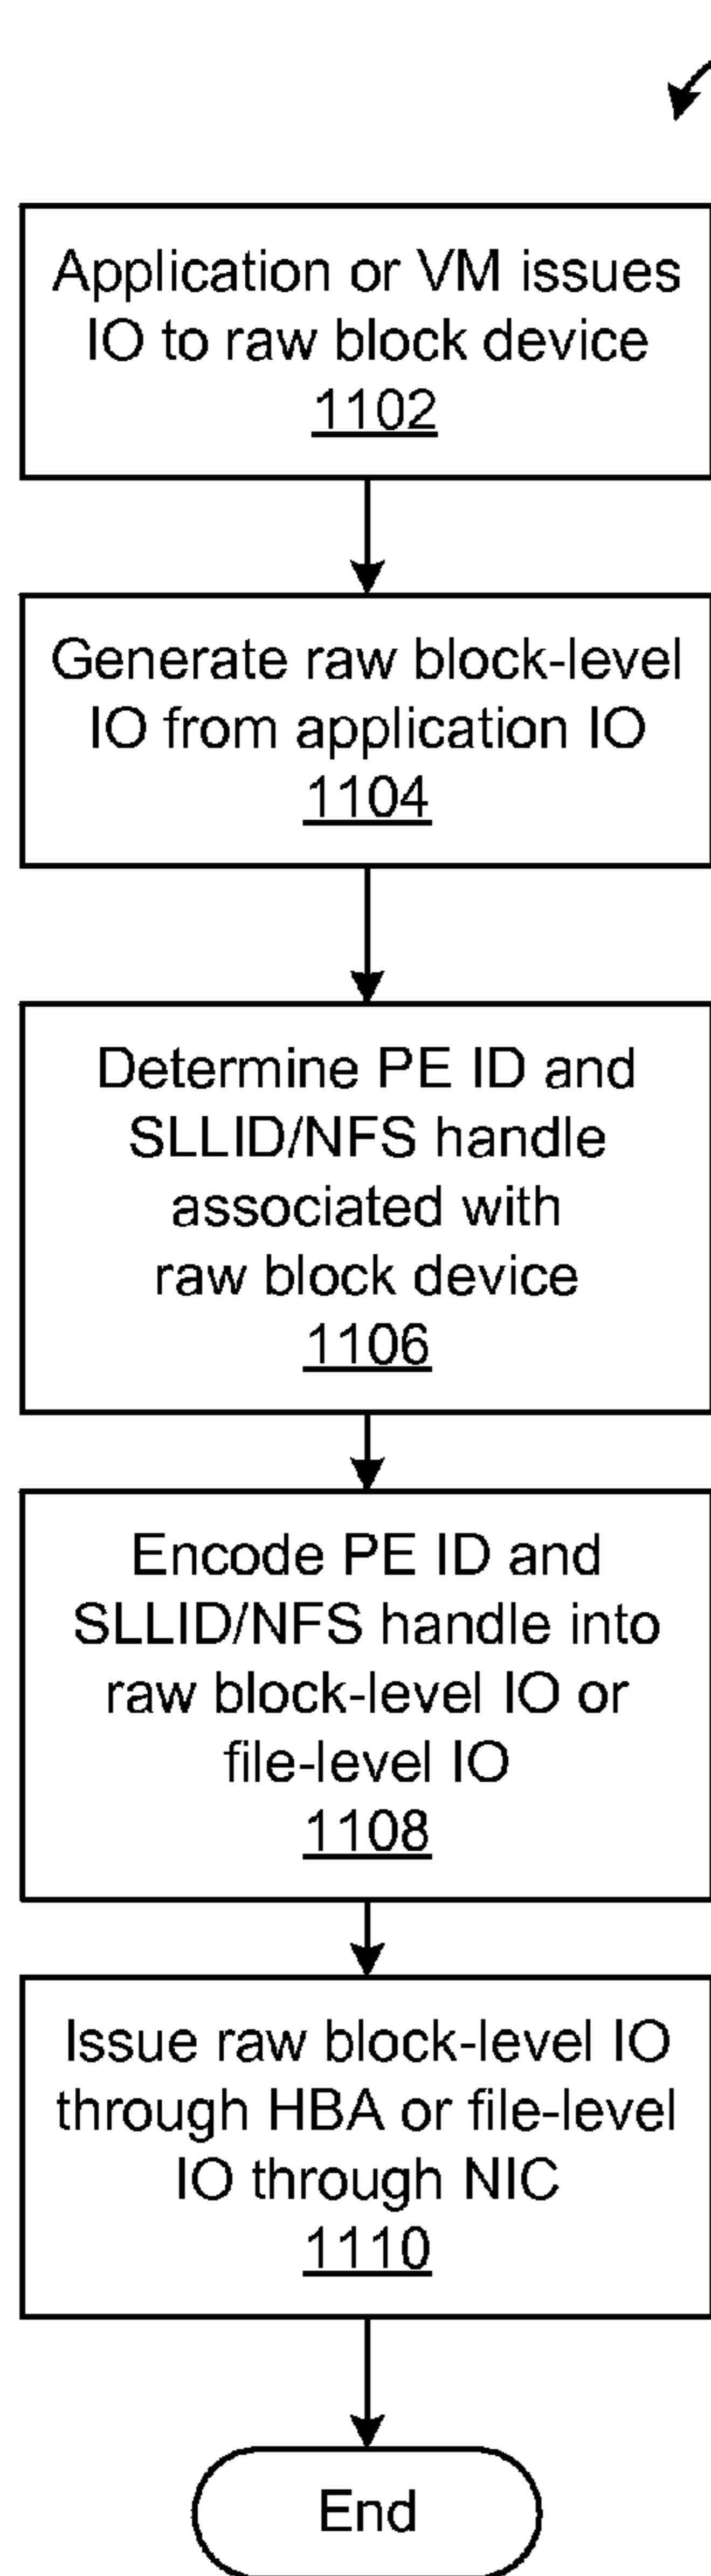 Application or VM issues
IO to raw block device
1102
Generate raw block-level
IO from application IO
1104
Determine PE ID and
SLLID/NFS handle
associated with
raw block device
1106
Encode PE ID and
SLLID/NFS handle into
raw block-level IO or
file-level IO
1108
Issue raw block-level IO
through HBA or file-level
IO through NIC
1110
End